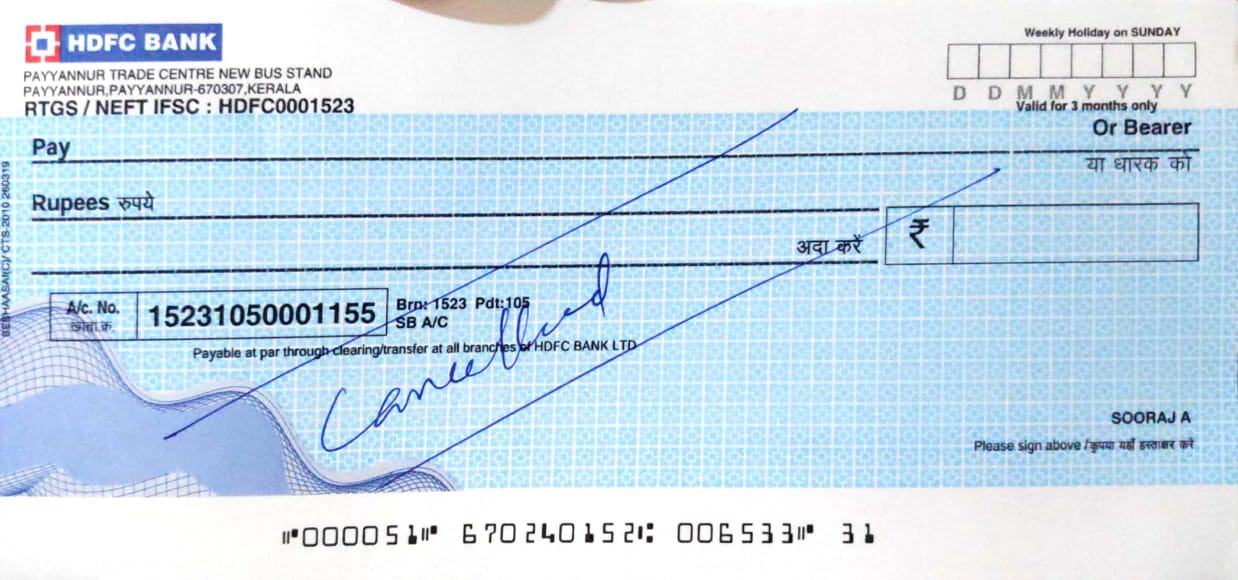 HDFC BANK
PAYYANNUR TRADE CENTRE NEW BUS STAND
PAYYANNUR,PAYYANNUR-670307,KERALA
RTGS / NEFT IFSC : HDFC0001523
Weekly Holiday on SUNDAY
D D M M Y Y Y Y
Valid for 3 months only
Pay
Or Bearer
या धारक को
Rupees रुपये
अदा करें
₹
A/c. No.
खाता क्र.
15231050001155
Brn: 1523 Pdt:105
SB A/C
Payable at par through clearing/transfer at all branches of HDFC BANK LTD
Cancelled
SOORAJ A
Please sign above / कृपया यहाँ हस्ताक्षर करें
CTS-2010 260319
⑈000051⑈ 670240152⑆ 006533⑈ 31